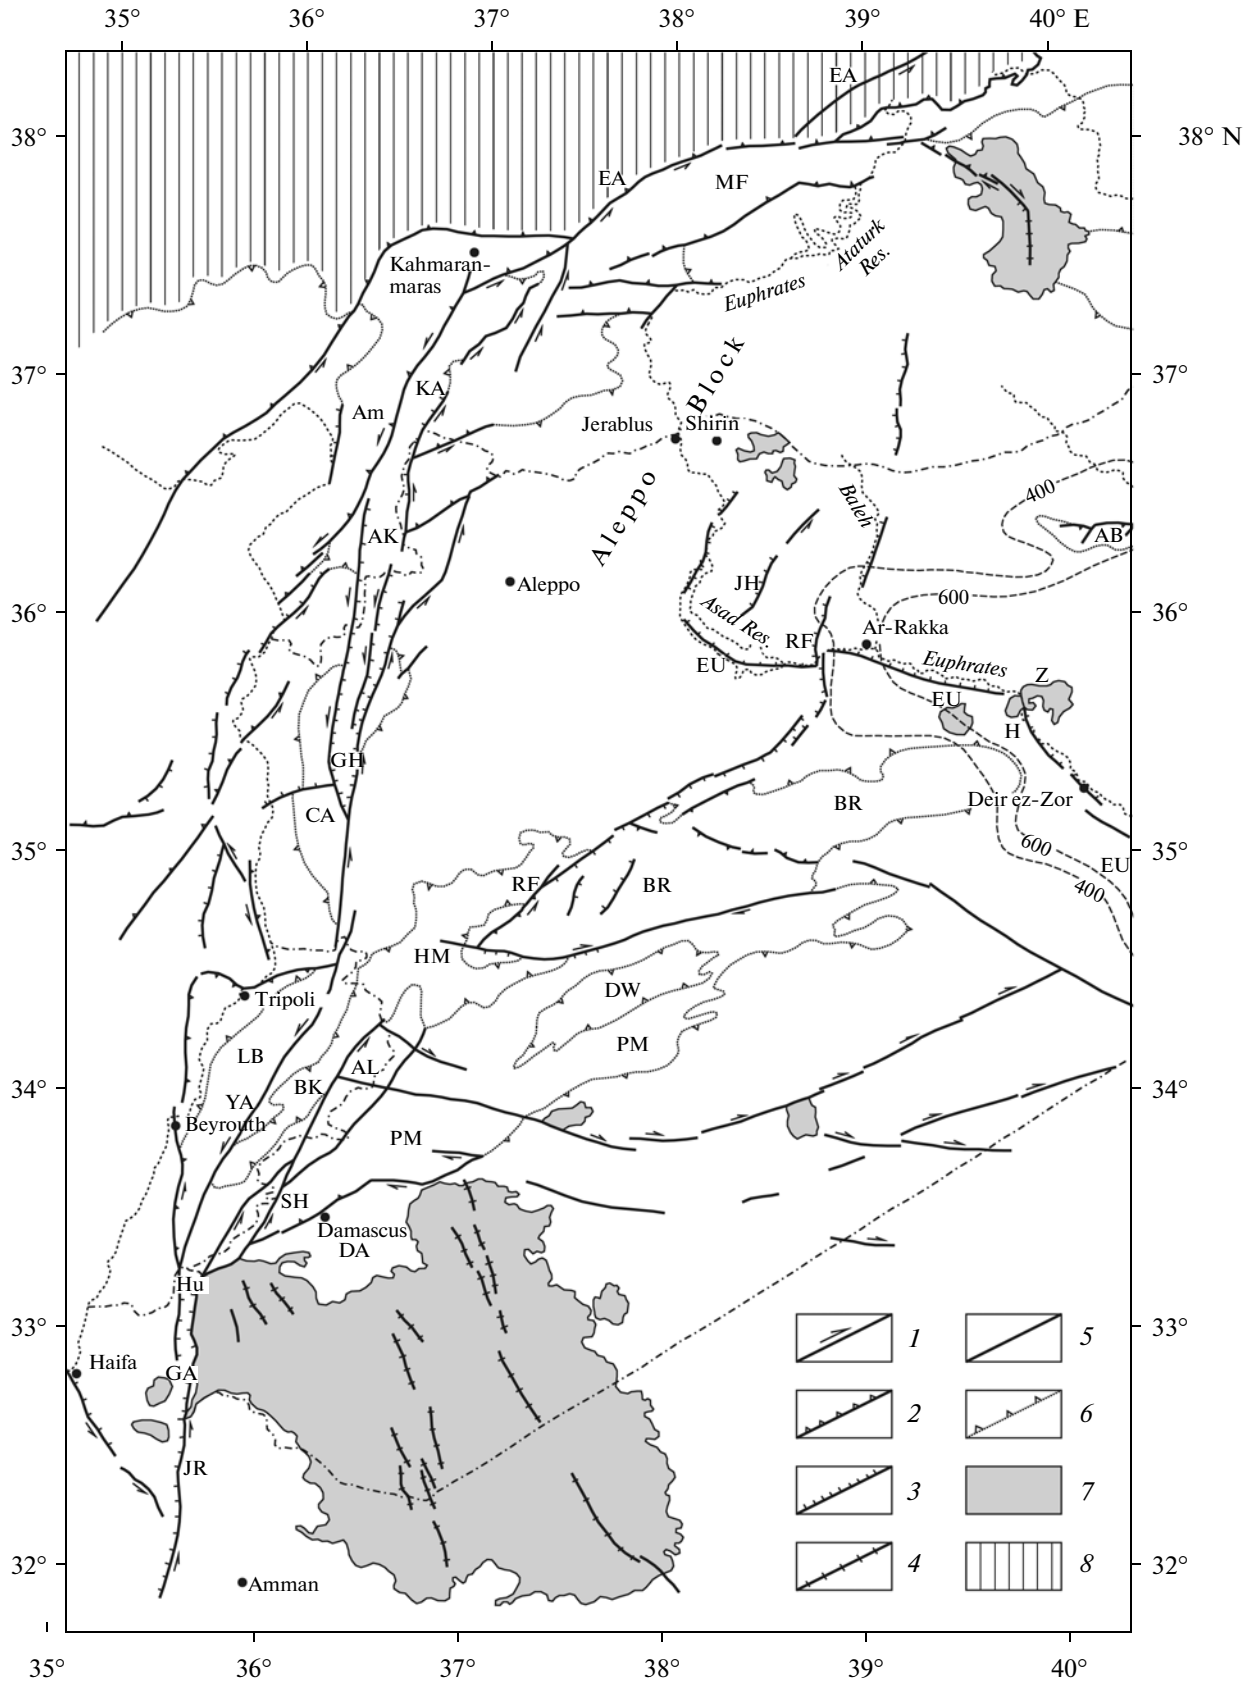 35° 36° 37° 38° 39° 40° E
EA
38° 38° N
EA
MF
Kahmaran-
maras
Ataturk
Res.
Euphrates
37° 37°
Block
KA
Am
Jerablus Shirin
400
Baleh
Aleppo
AK
AB
Aleppo
JH
600
36° 36°
Asad Res.
Ar-Rakka
RF
EU
Euphrates
Z
EU
H
GH
Deir ez-Zor
BR
CA
35° 35°
600
EU
RF
BR
400
HM
DW
Tripoli
PM
LB
AL
BK
34° 34°
YA
Beyrouth
PM
SH
Damascus
DA
Hu
33° 33°
1 5
Haifa
GA
2 6
JR
3 7
32° 32°
4 8
Amman
35° 36° 37° 38° 39° 40°